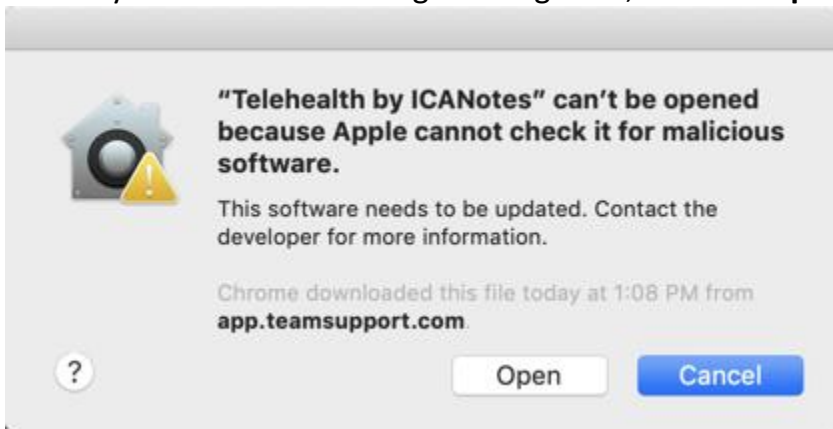 “Telehealth by ICANotes” can’t be opened
because Apple cannot check it for malicious
software.
This software needs to be updated. Contact the
developer for more information.
Chrome downloaded this file today at 1:08 PM from
app.teamsupport.com.
?
Open
Cancel